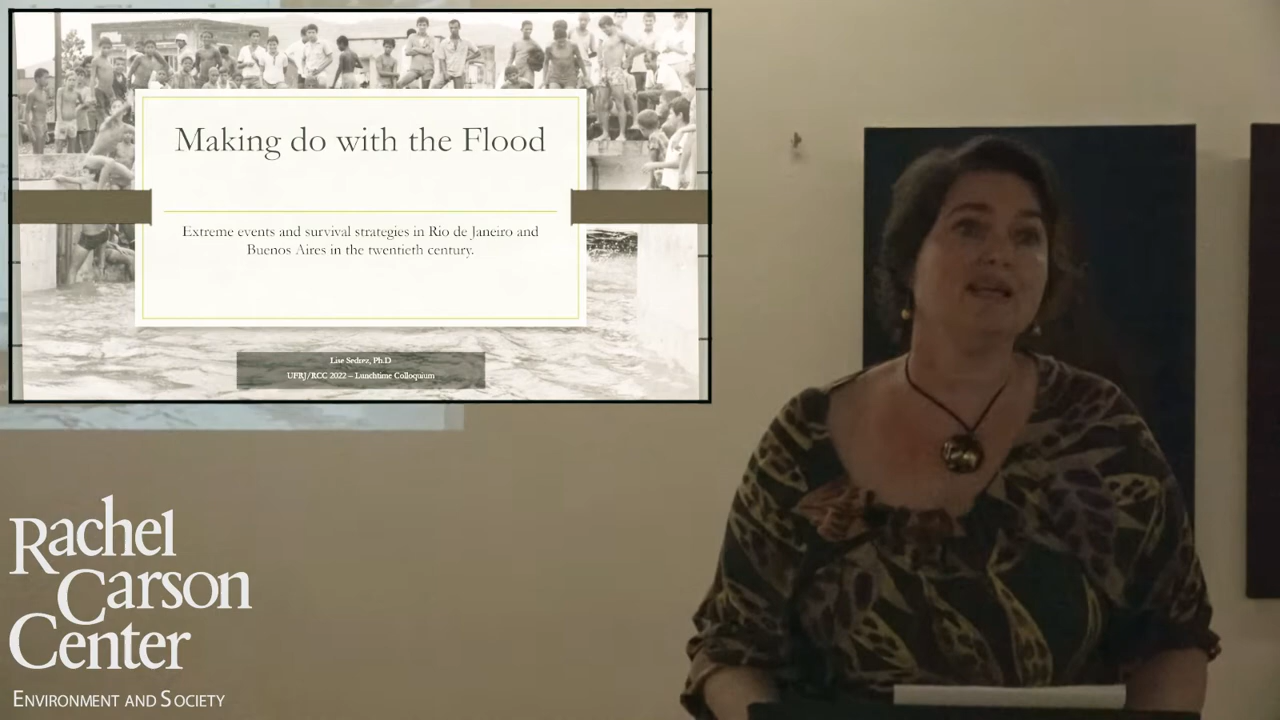 Making do with the Flood
Extreme events and survival strategies in Rio de Janeiro and
Buenos Aires in the twentieth century.
Lise Sedrez, Ph.D
UFRJ/RCC 2022 – Lunchtime Colloquium
Rachel
Carson
Center
ENVIRONMENT AND SOCIETY